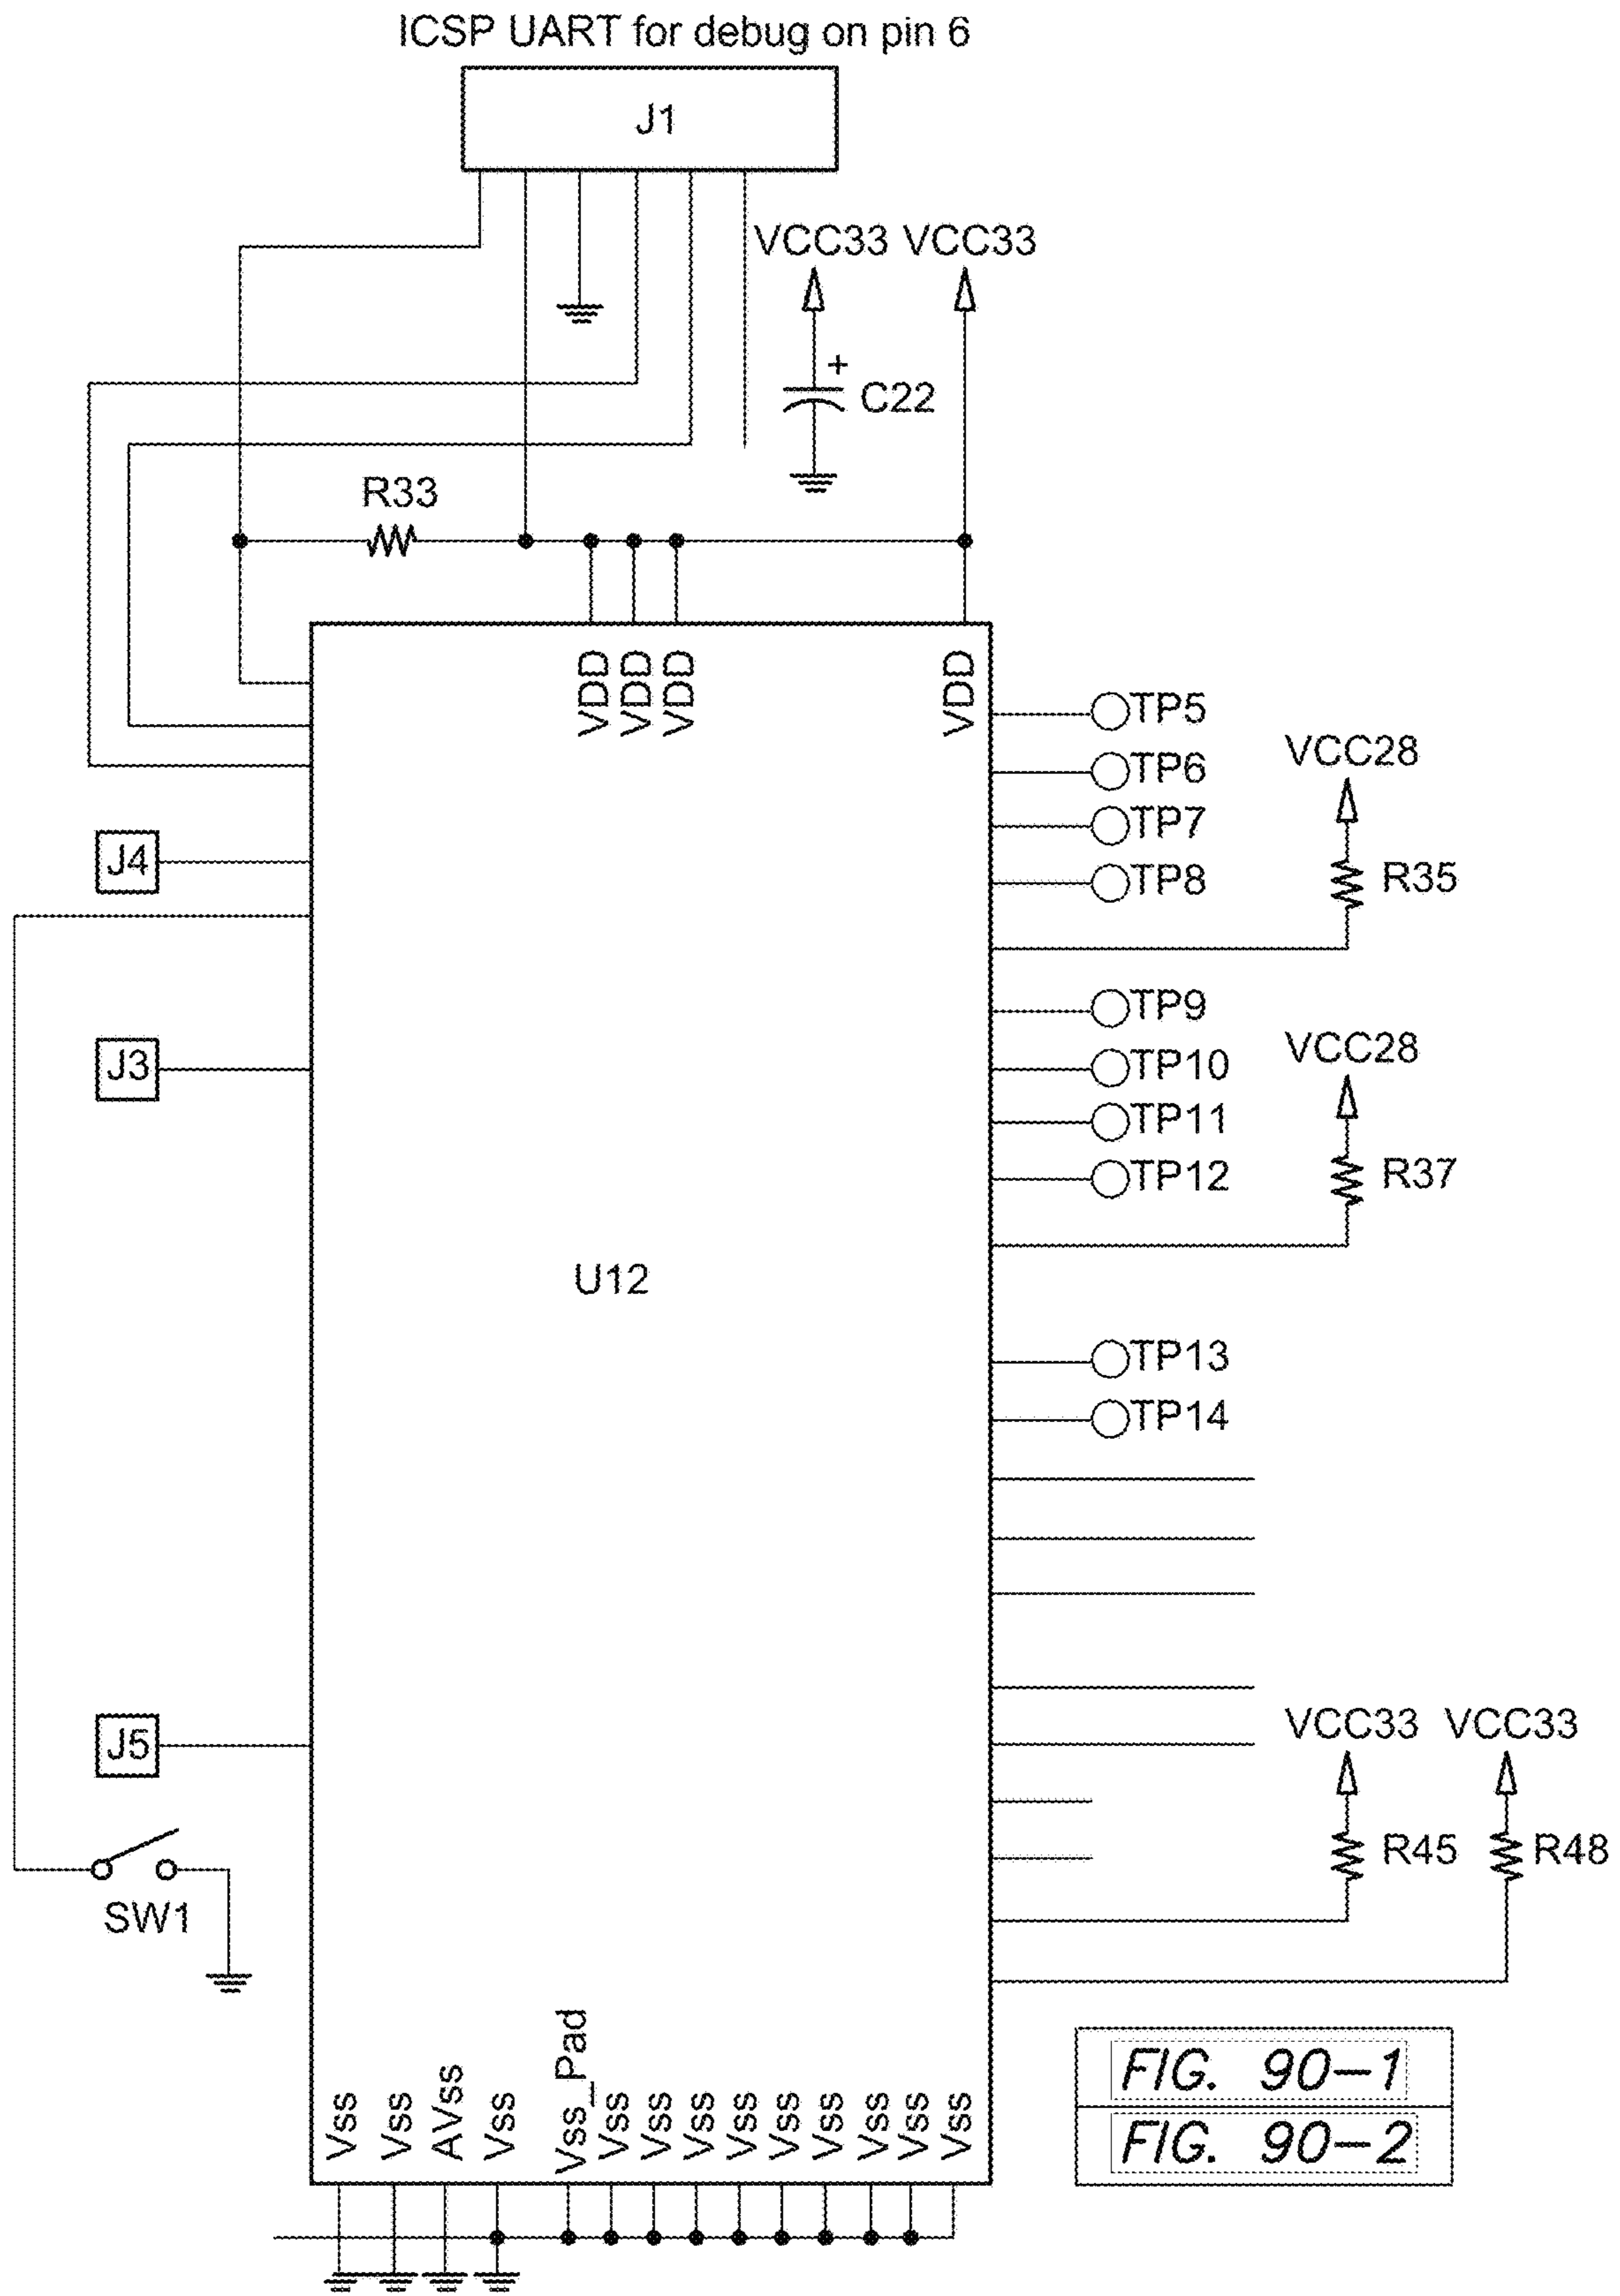 ICSP UART for debug on pin 6
J1
VCC33 VCC33
+
C22
R33
VDD
VDD
VDD
VDD
TP5
TP6
TP7
TP8
VCC28
R35
J4
TP9
TP10
TP11
TP12
VCC28
R37
J3
U12
TP13
TP14
J5
VCC33 VCC33
R45
R48
SW1
Vss
Vss
AVss
Vss
Vss_Pad
Vss
Vss
Vss
Vss
Vss
Vss
Vss
Vss
Vss
FIG. 90-1
FIG. 90-2